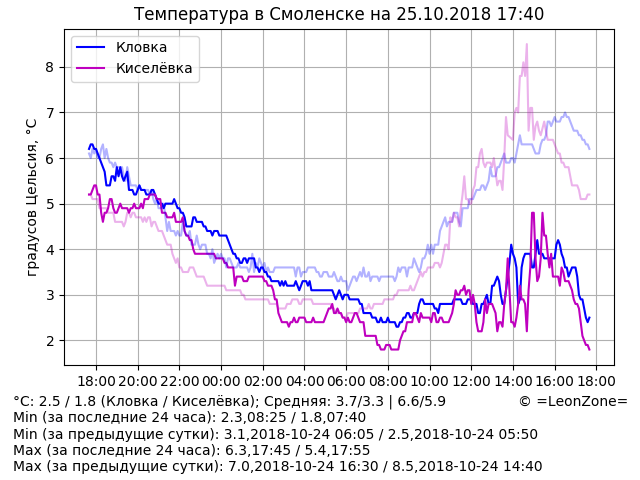 Температура в Смоленске на 25.10.2018 17:40
Кловка
Киселёвка
градусов Цельсия, °C
8
7
6
5
4
3
2
18:00 20:00 22:00 00:00 02:00 04:00 06:00 08:00 10:00 12:00 14:00 16:00 18:00
°C: 2.5 / 1.8 (Кловка / Киселёвка); Средняя: 3.7/3.3 | 6.6/5.9 © =LeonZone=
Min (за последние 24 часа): 2.3,08:25 / 1.8,07:40
Min (за предыдущие сутки): 3.1,2018-10-24 06:05 / 2.5,2018-10-24 05:50
Max (за последние 24 часа): 6.3,17:45 / 5.4,17:55
Max (за предыдущие сутки): 7.0,2018-10-24 16:30 / 8.5,2018-10-24 14:40